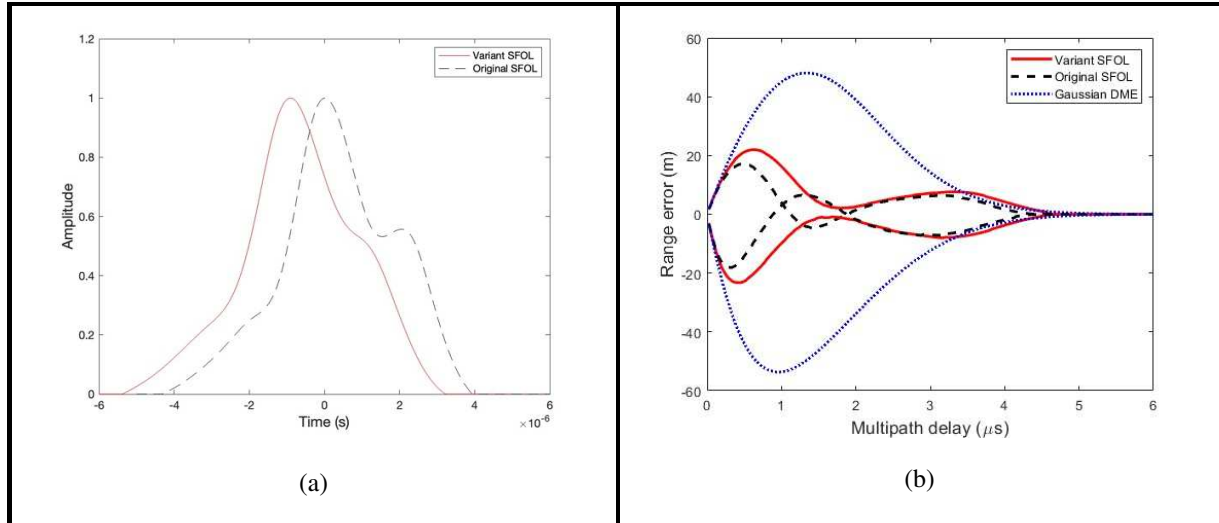 1.2
Variant SFOL
Original SFOL
1
0.8
Amplitude
0.6
0.4
0.2
0
-6 -4 -2 0 2 4 6
Time (s)
×10⁻⁶
(a)
60
Variant SFOL
Original SFOL
Gaussian DME
40
20
Range error (m)
0
-20
-40
-60
0 1 2 3 4 5 6
Multipath delay (μs)
(b)